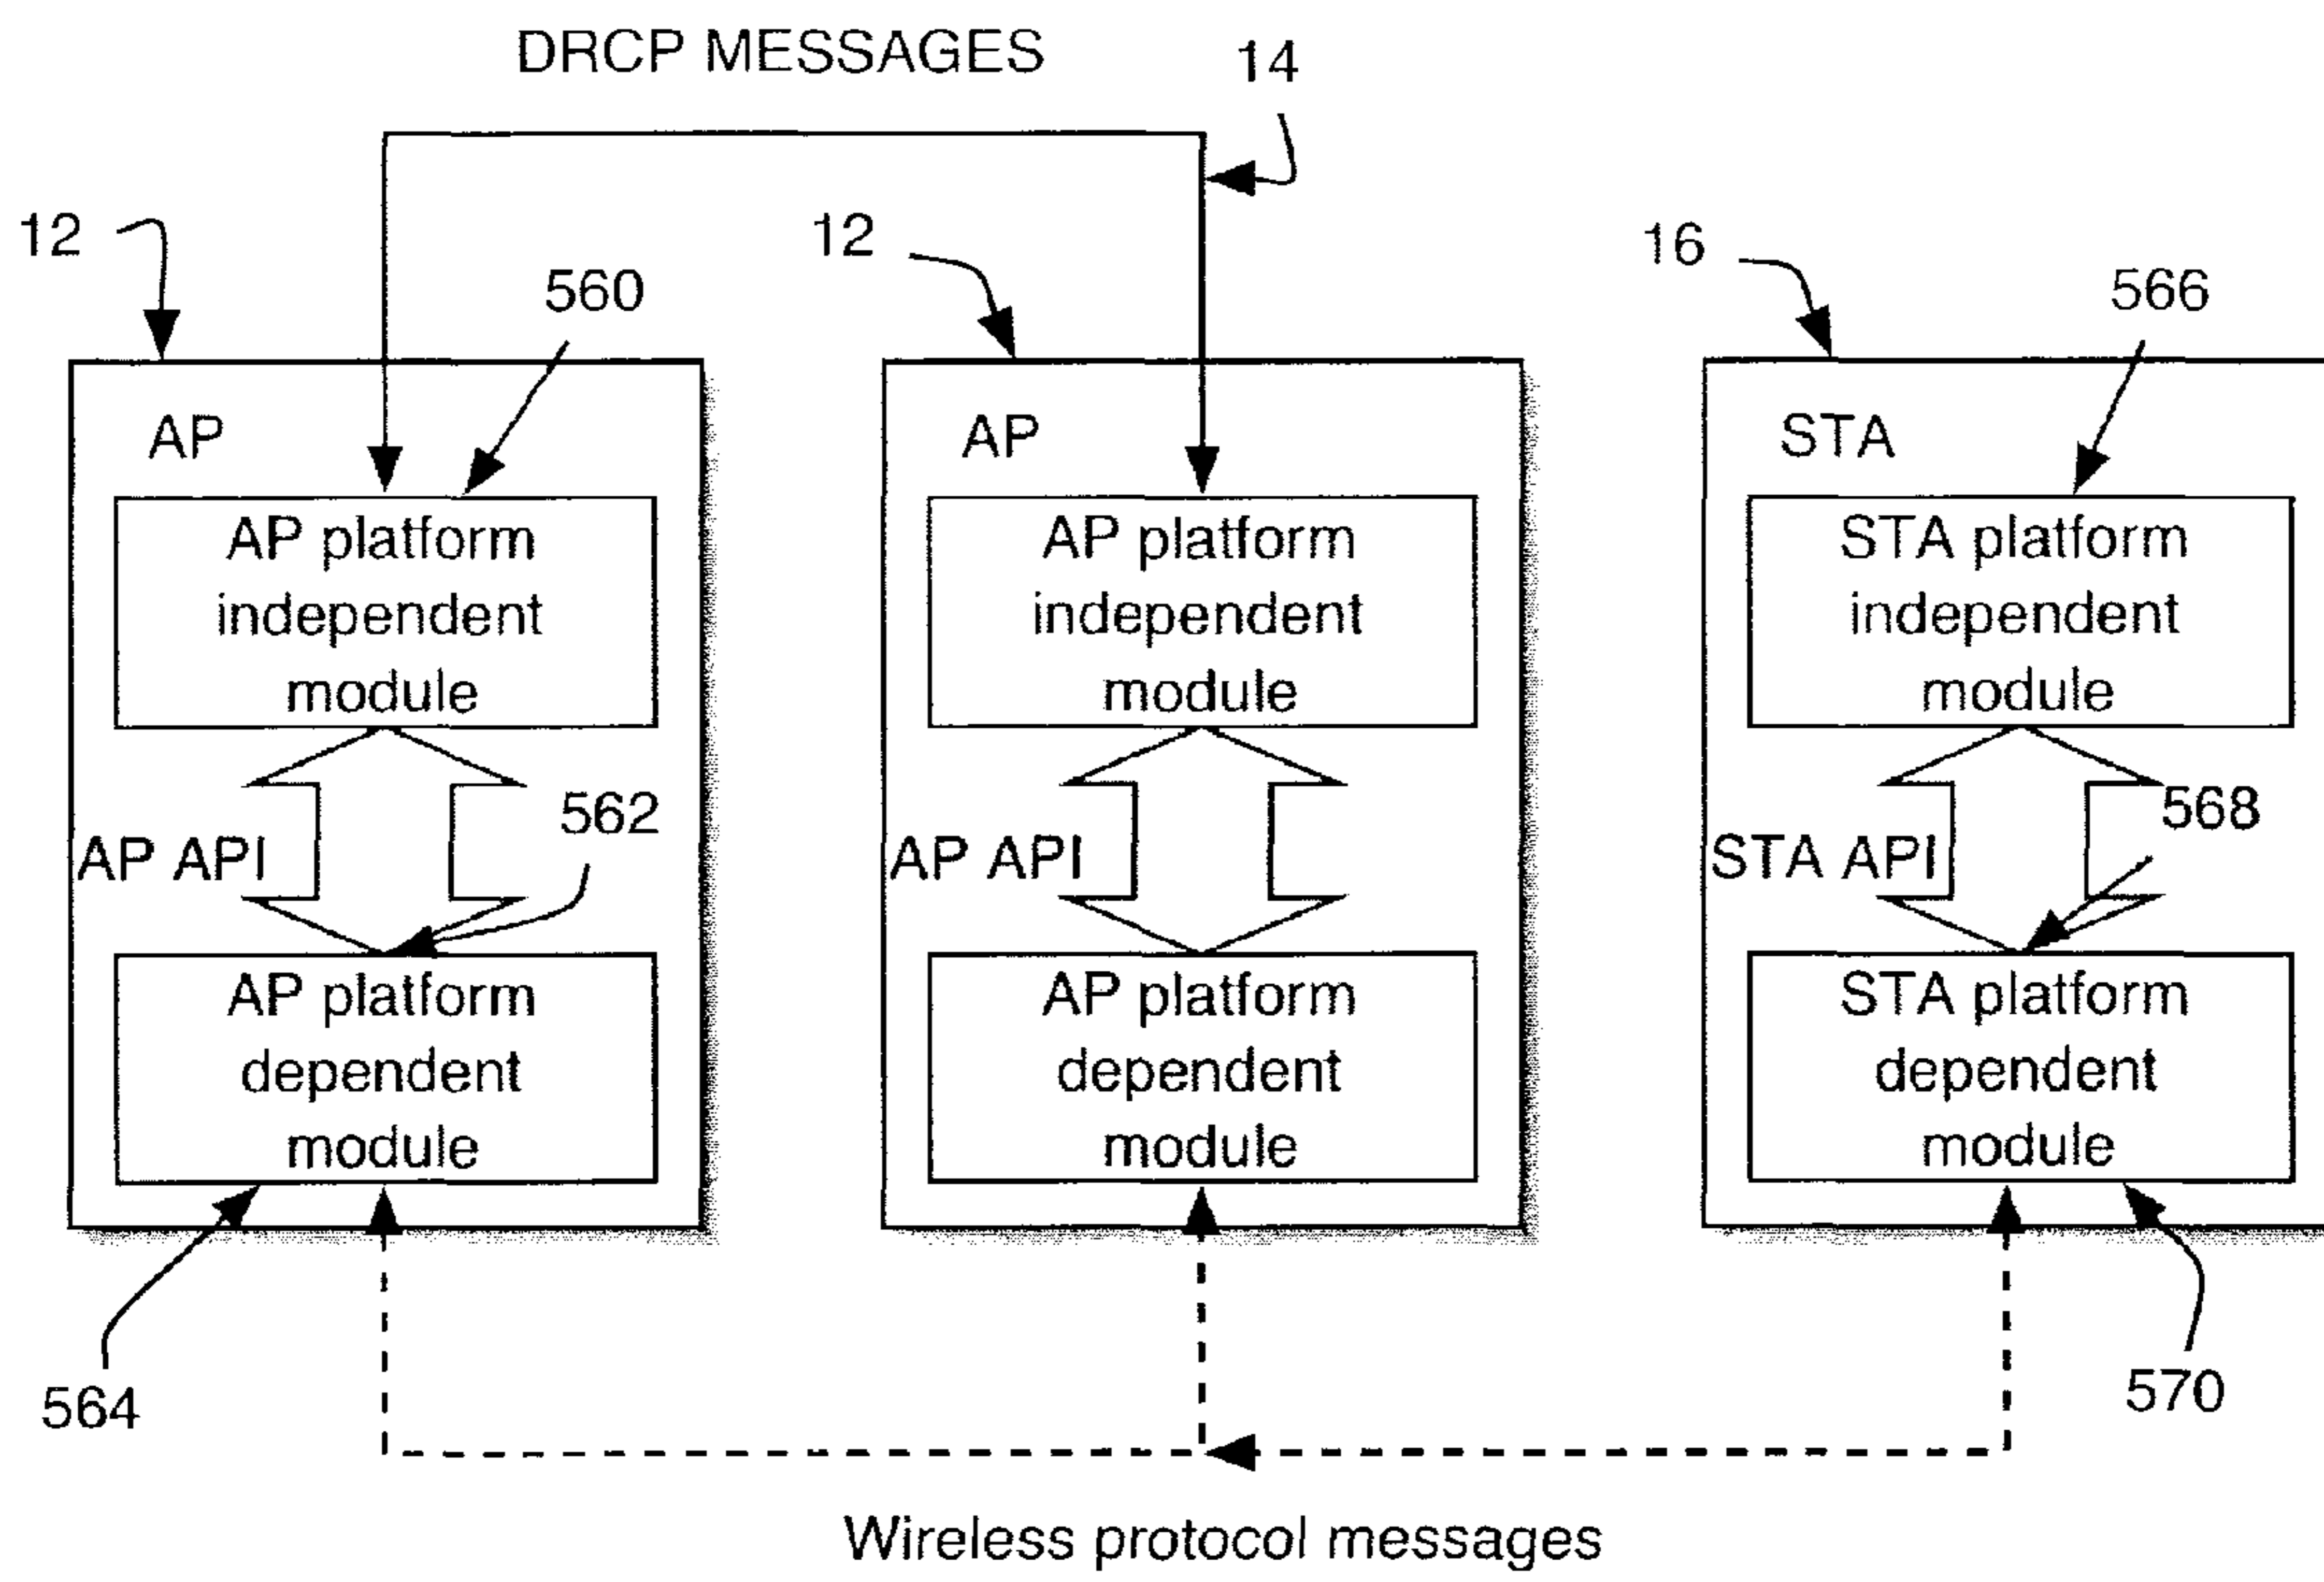 DRCP MESSAGES
14
12
12
16
560
566
AP
AP platform
independent
module
AP API
562
AP platform
dependent
module
564
AP
AP platform
independent
module
AP API
AP platform
dependent
module
STA
STA platform
independent
module
STA API
568
STA platform
dependent
module
570
Wireless protocol messages